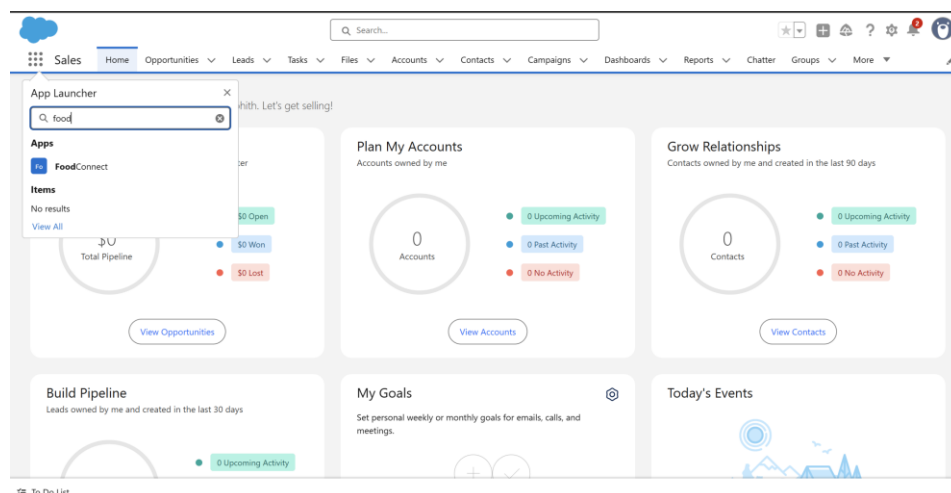 Search...
2
Sales Home Opportunities Leads Tasks Files Accounts Contacts Campaigns Dashboards Reports Chatter Groups More
App Launcher
food
Apps
Fo FoodConnect
Items
No results
View All
Let's get selling!
$0 Open
$0 Won
Total Pipeline
$0 Lost
View Opportunities
Plan My Accounts
Accounts owned by me
0
Accounts
0 Upcoming Activity
0 Past Activity
0 No Activity
View Accounts
Grow Relationships
Contacts owned by me and created in the last 90 days
0
Contacts
0 Upcoming Activity
0 Past Activity
0 No Activity
View Contacts
Build Pipeline
Leads owned by me and created in the last 30 days
0 Upcoming Activity
My Goals
Set personal weekly or monthly goals for emails, calls, and
meetings.
Today's Events
To Do List